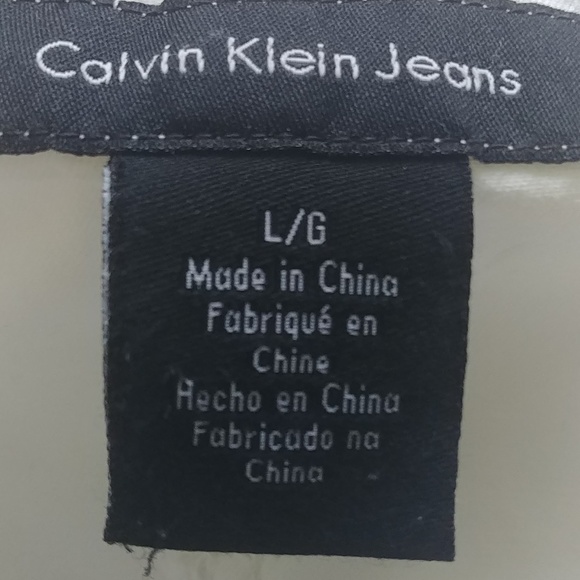 Calvin Klein Jeans
L/G
Made in China
Fabriqué en
Chine
Hecho en China
Fabricado na
China